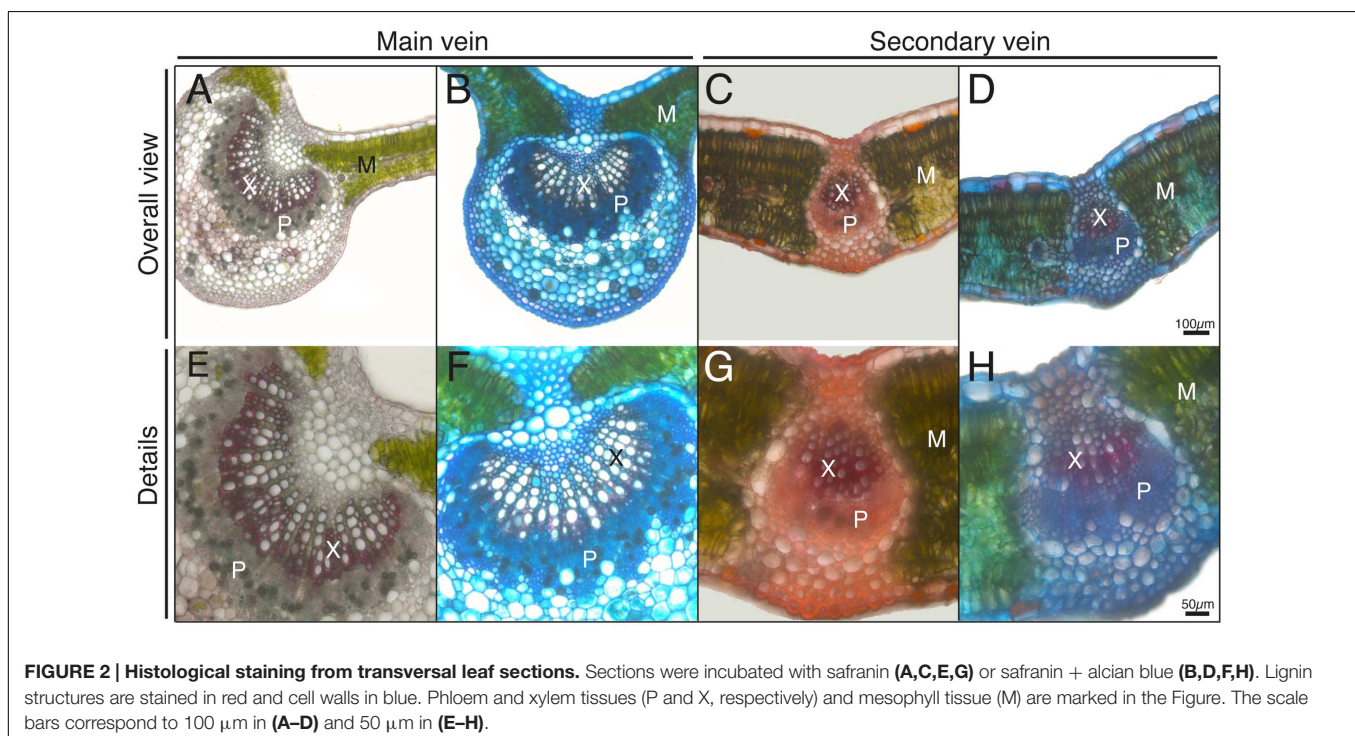 Main vein
Secondary vein
Overall view
A
X
P
M
B
M
X
P
C
X
P
M
D
X
P
M
100μm
Details
E
X
P
F
X
P
G
X
P
M
H
X
P
M
50μm
FIGURE 2 | Histological staining from transversal leaf sections. Sections were incubated with safranin (A,C,E,G) or safranin + alcian blue (B,D,F,H). Lignin
structures are stained in red and cell walls in blue. Phloem and xylem tissues (P and X, respectively) and mesophyll tissue (M) are marked in the Figure. The scale
bars correspond to 100 μm in (A–D) and 50 μm in (E–H).